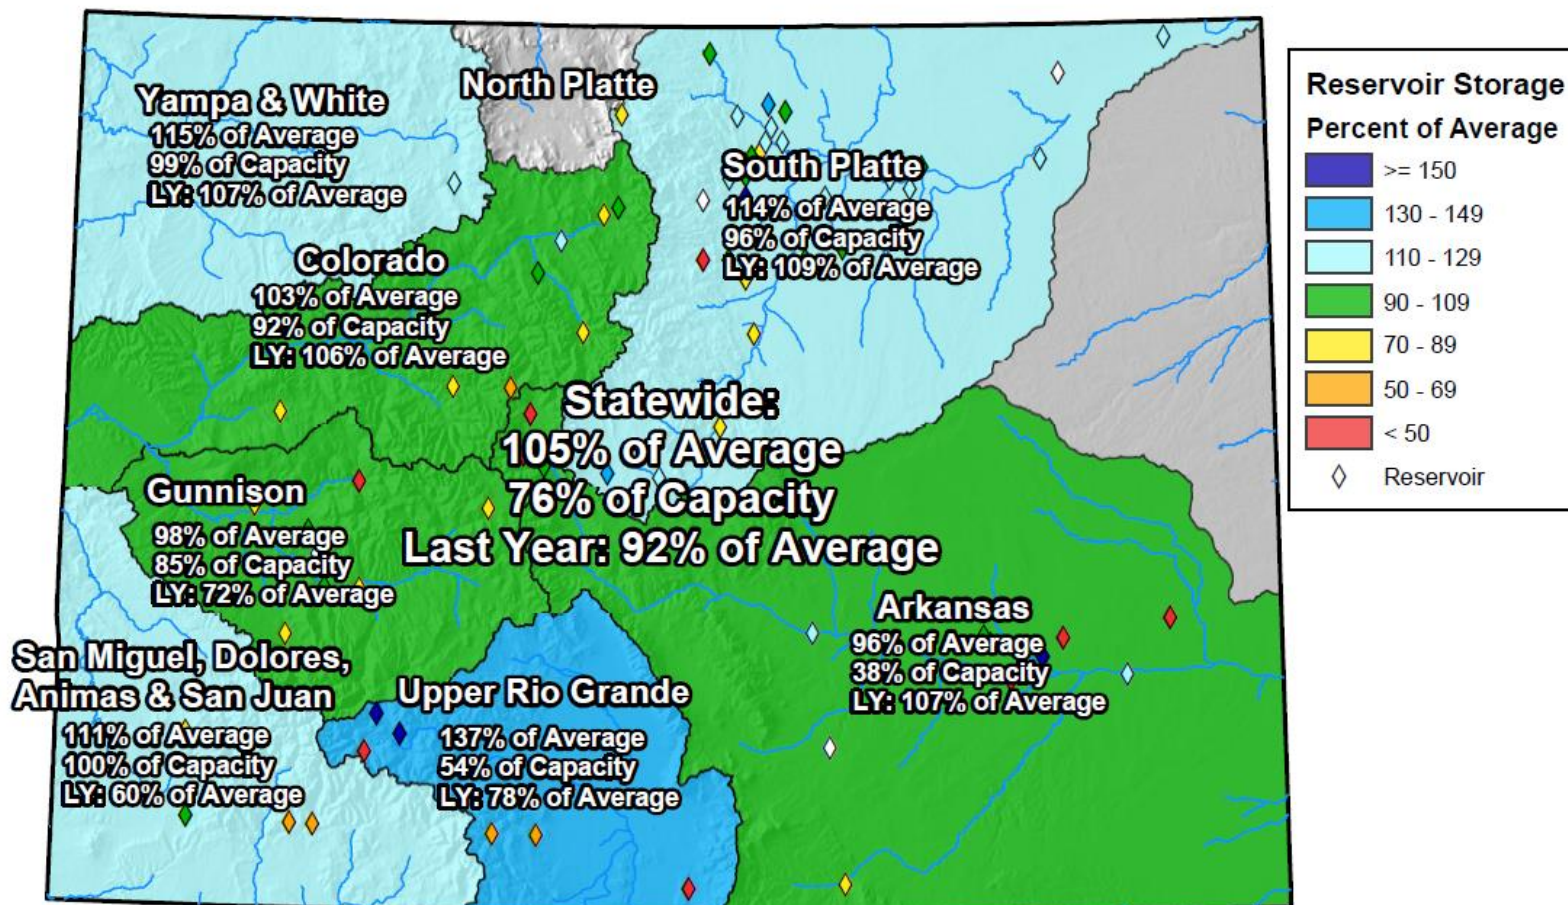 Yampa & White
115% of Average
99% of Capacity
LY: 107% of Average
North Platte
South Platte
114% of Average
96% of Capacity
LY: 109% of Average
Colorado
103% of Average
92% of Capacity
LY: 106% of Average
Statewide:
105% of Average
76% of Capacity
Last Year: 92% of Average
Gunnison
98% of Average
85% of Capacity
LY: 72% of Average
Arkansas
96% of Average
38% of Capacity
LY: 107% of Average
San Miguel, Dolores,
Animas & San Juan
111% of Average
100% of Capacity
LY: 60% of Average
Upper Rio Grande
137% of Average
54% of Capacity
LY: 78% of Average
Reservoir Storage
Percent of Average
>= 150
130 - 149
110 - 129
90 - 109
70 - 89
50 - 69
< 50
Reservoir